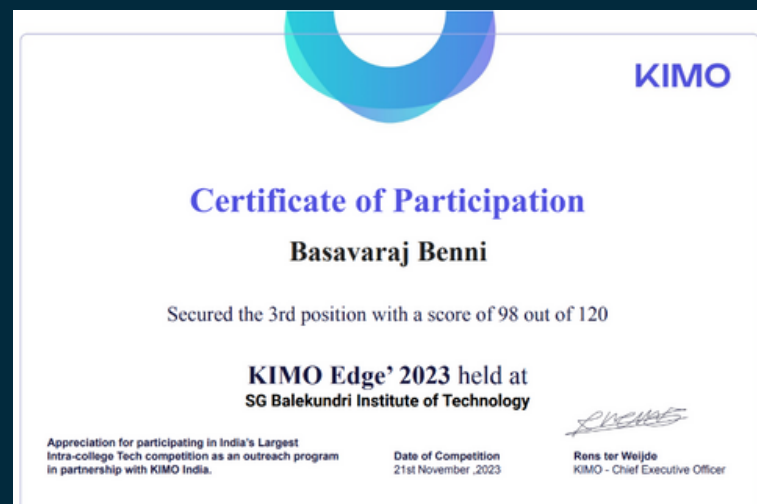 KIMO
Certificate of Participation
Basavaraj Benni
Secured the 3rd position with a score of 98 out of 120
KIMO Edge' 2023 held at
SG Balekundri Institute of Technology
Appreciation for participating in India's Largest
Intra-college Tech competition as an outreach program
in partnership with KIMO India.
Date of Competition
21st November ,2023
Rens ter Weijde
KIMO - Chief Executive Officer